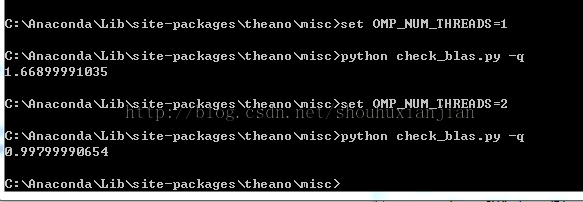 C:\Anaconda\Lib\site-packages\theano\misc>set OMP_NUM_THREADS=1
C:\Anaconda\Lib\site-packages\theano\misc>python check_blas.py -q
1.66899991035
C:\Anaconda\Lib\site-packages\theano\misc>set OMP_NUM_THREADS=2
http://blog.csdn.net/shouhuxianjian
C:\Anaconda\Lib\site-packages\theano\misc>python check_blas.py -q
0.99799990654
C:\Anaconda\Lib\site-packages\theano\misc>